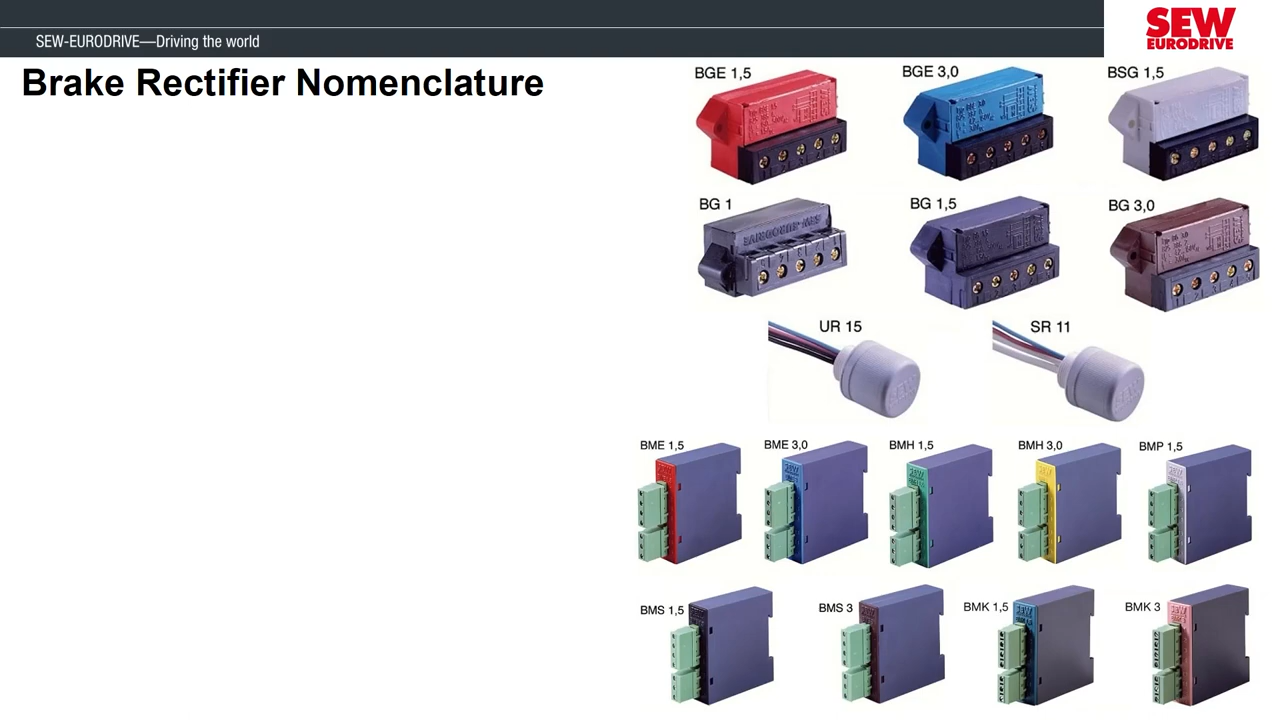 SEW-EURODRIVE—Driving the world
SEW
EURODRIVE
Brake Rectifier Nomenclature
BGE 1,5
BGE 3,0
BSG 1,5
BG 1
BG 1,5
BG 3,0
UR 15
SR 11
BME 1,5
BME 3,0
BMH 1,5
BMH 3,0
BMP 1,5
BMS 1,5
BMS 3
BMK 1,5
BMK 3